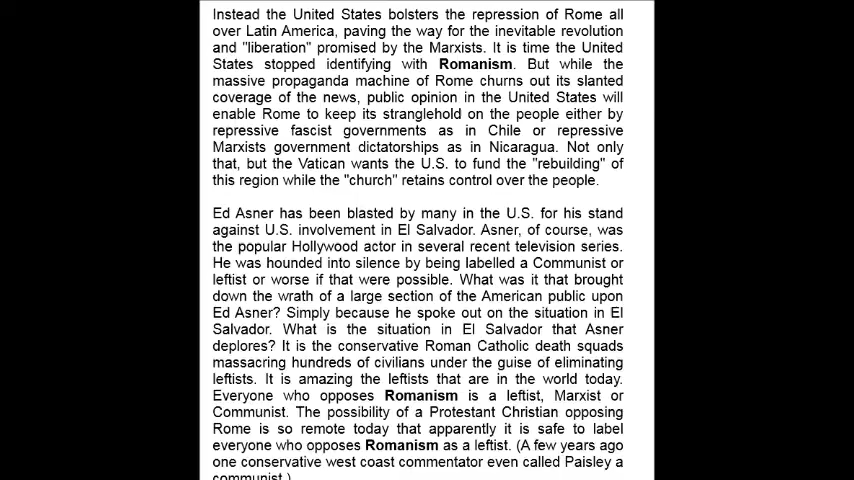 Instead the United States bolsters the repression of Rome all
over Latin America, paving the way for the inevitable revolution
and "liberation" promised by the Marxists. It is time the United
States stopped identifying with Romanism. But while the
massive propaganda machine of Rome churns out its slanted
coverage of the news, public opinion in the United States will
enable Rome to keep its stranglehold on the people either by
repressive fascist governments as in Chile or repressive
Marxists government dictatorships as in Nicaragua. Not only
that, but the Vatican wants the U.S. to fund the "rebuilding" of
this region while the "church" retains control over the people.
Ed Asner has been blasted by many in the U.S. for his stand
against U.S. involvement in El Salvador. Asner, of course, was
the popular Hollywood actor in several recent television series.
He was hounded into silence by being labelled a Communist or
leftist or worse if that were possible. What was it that brought
down the wrath of a large section of the American public upon
Ed Asner? Simply because he spoke out on the situation in El
Salvador. What is the situation in El Salvador that Asner
deplores? It is the conservative Roman Catholic death squads
massacring hundreds of civilians under the guise of eliminating
leftists. It is amazing the leftists that are in the world today.
Everyone who opposes Romanism is a leftist, Marxist or
Communist. The possibility of a Protestant Christian opposing
Rome is so remote today that apparently it is safe to label
everyone who opposes Romanism as a leftist. (A few years ago
one conservative west coast commentator even called Paisley a
communist.)